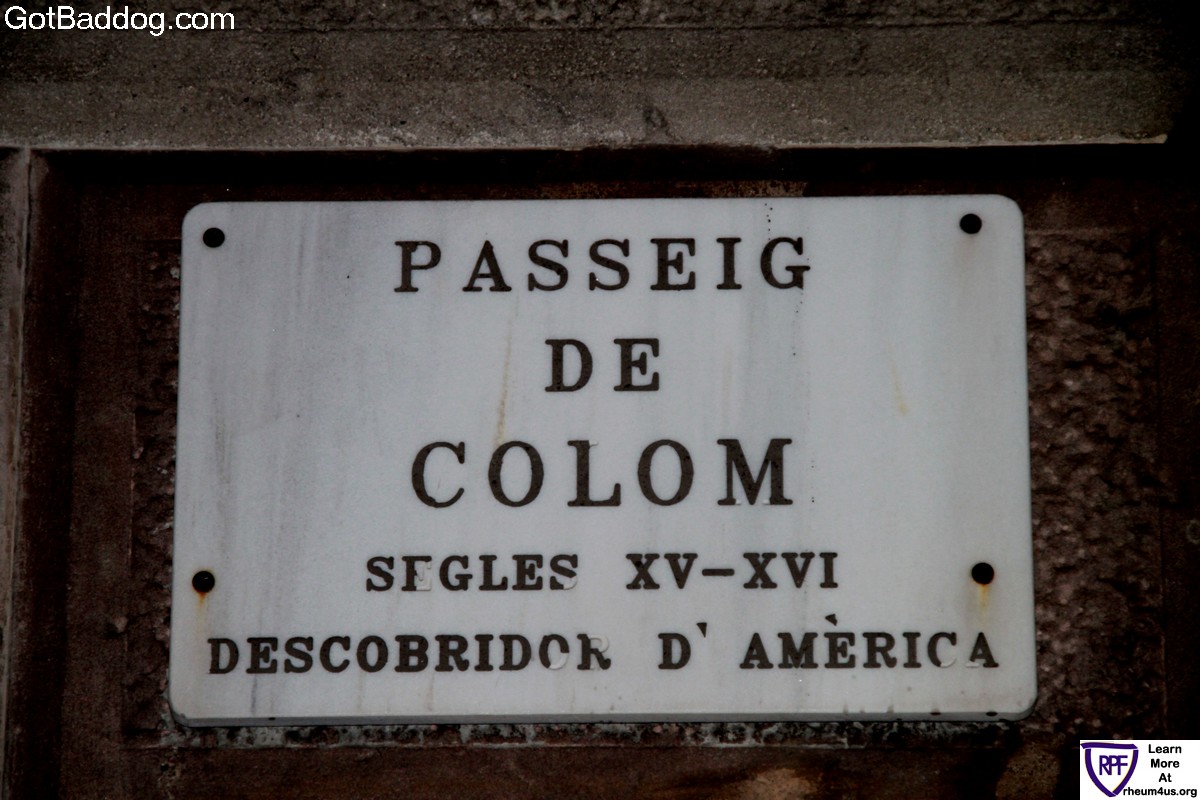 GotBaddog.com
PASSEIG
DE
COLOM
SEGLES XV-XVI
DESCOBRIDOR D'AMÈRICA
RPF
Learn
More
At
rheum4us.org